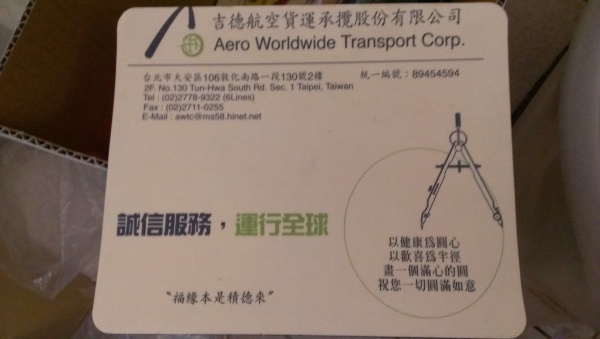 吉德航空貨運承攬股份有限公司
Aero Worldwide Transport Corp.
台北市大安區106敦化南路一段130號2樓 統一編號:89454594
2F. No.130 Tun-Hwa South Rd. Sec. 1 Taipei, Taiwan
Tel : (02)2778-9322 (6Lines)
Fax : (02)2711-0255
E-Mail : awtc@ms58.hinet.net
誠信服務,運行全球
以健康為圓心
以歡喜為半徑
畫一個滿心的圓
祝您一切圓滿如意
〝福緣本是積德來〞